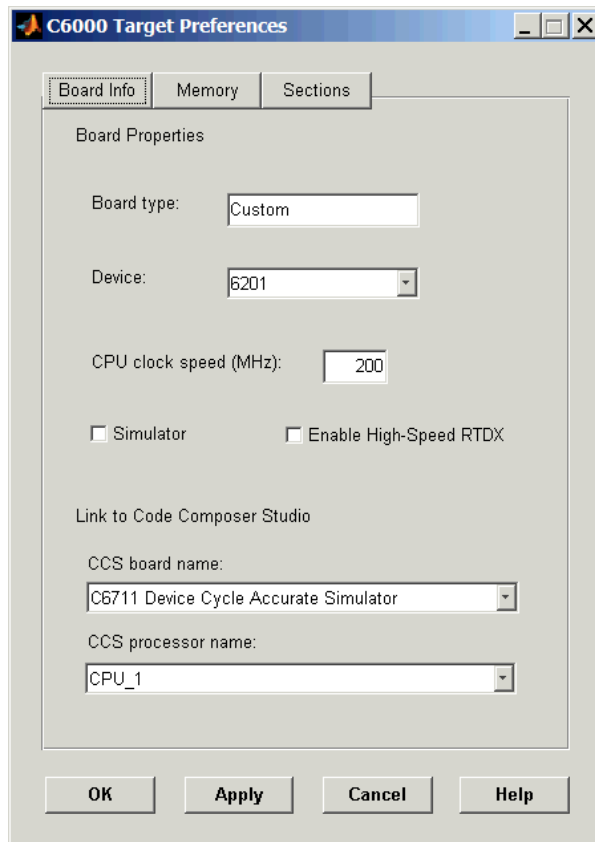 C6000 Target Preferences
Board Info Memory Sections
Board Properties
Board type: Custom
Device: 6201
CPU clock speed (MHz): 200
Simulator Enable High-Speed RTDX
Link to Code Composer Studio
CCS board name:
C6711 Device Cycle Accurate Simulator
CCS processor name:
CPU_1
OK Apply Cancel Help